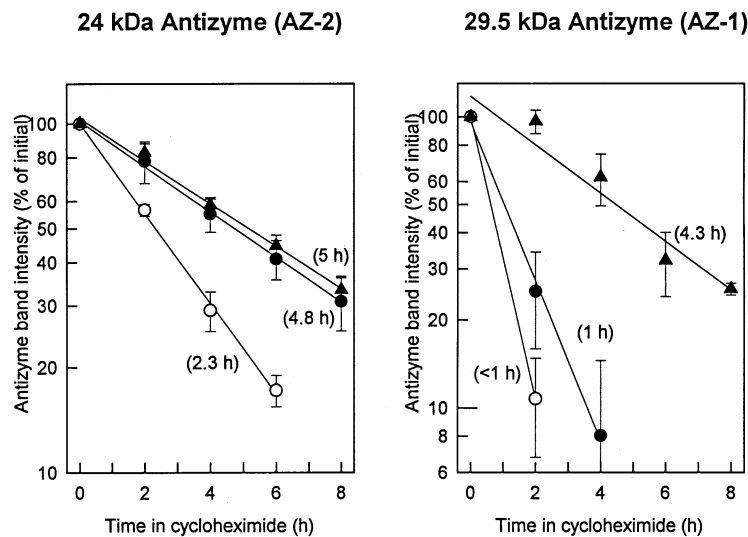 24 kDa Antizyme (AZ-2)
29.5 kDa Antizyme (AZ-1)
Antizyme band intensity (% of initial)
100
80
60
50
40
30
20
10
(5 h)
(4.8 h)
(2.3 h)
0 2 4 6 8
Time in cycloheximide (h)
Antizyme band intensity (% of initial)
100
80
60
50
40
30
20
10
8
6
(4.3 h)
(1 h)
(<1 h)
0 2 4 6 8
Time in cycloheximide (h)